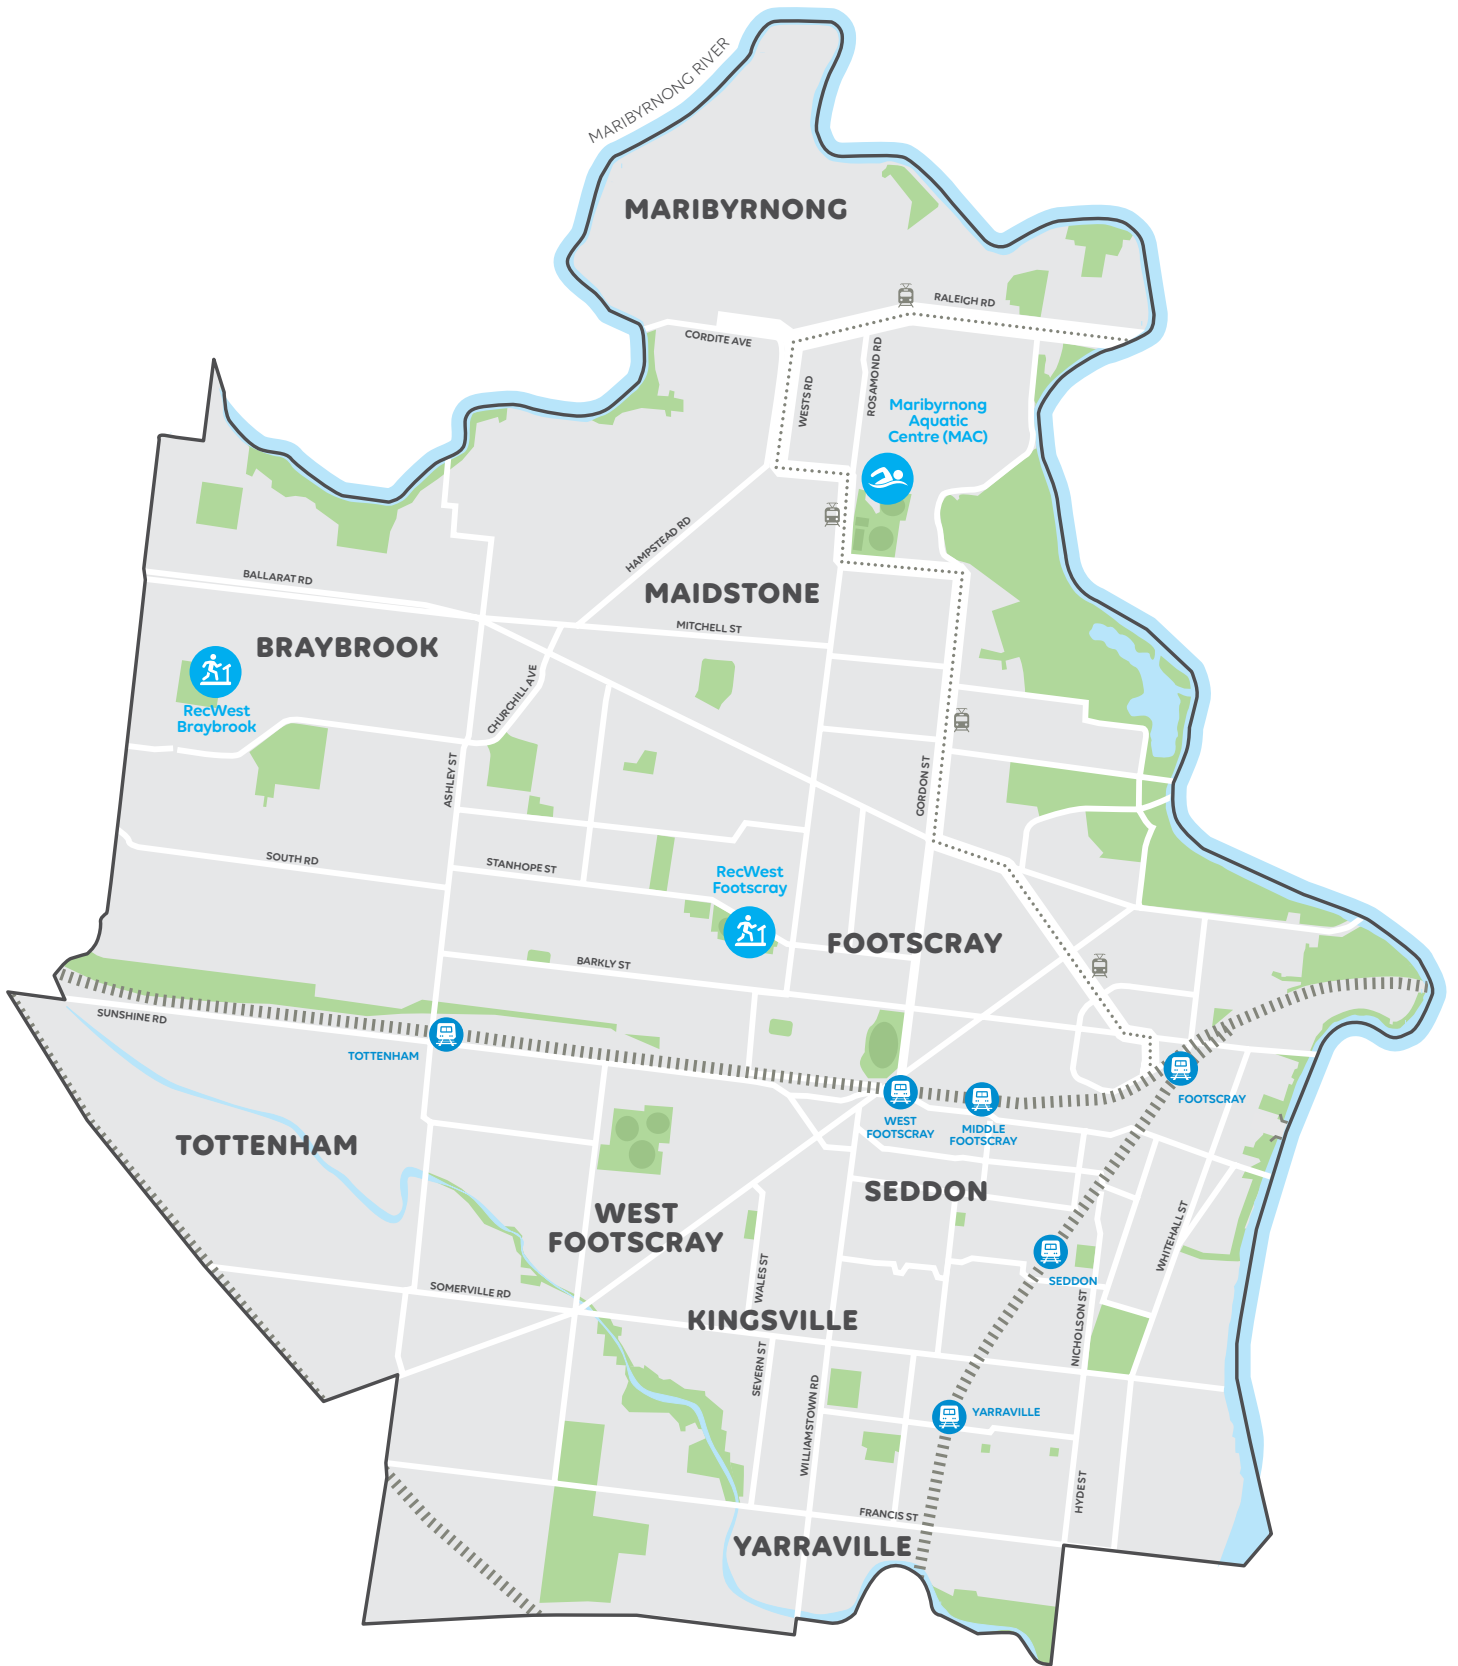 MARIBYRNONG RIVER
MARIBYRNONG
RALEIGH RD
CORDITE AVE
ROSAMOND RD
WESTS RD
Maribyrnong
Aquatic
Centre (MAC)
HAMPSTEAD RD
BALLARAT RD
MAIDSTONE
MITCHELL ST
BRAYBROOK
CHURCHILL AVE
RecWest
Braybrook
ASHLEY ST
GORDON ST
SOUTH RD
STANHOPE ST
RecWest
Footscray
FOOTSCRAY
BARKLY ST
SUNSHINE RD
TOTTENHAM
FOOTSCRAY
WEST
FOOTSCRAY
MIDDLE
FOOTSCRAY
TOTTENHAM
SEDDON
WEST
FOOTSCRAY
WHITEHALL ST
SEDDON
WALES ST
SOMERVILLE RD
KINGSVILLE
NICHOLSON ST
SEVERN ST
WILLIAMSTOWN RD
YARRAVILLE
HYDE ST
FRANCIS ST
YARRAVILLE